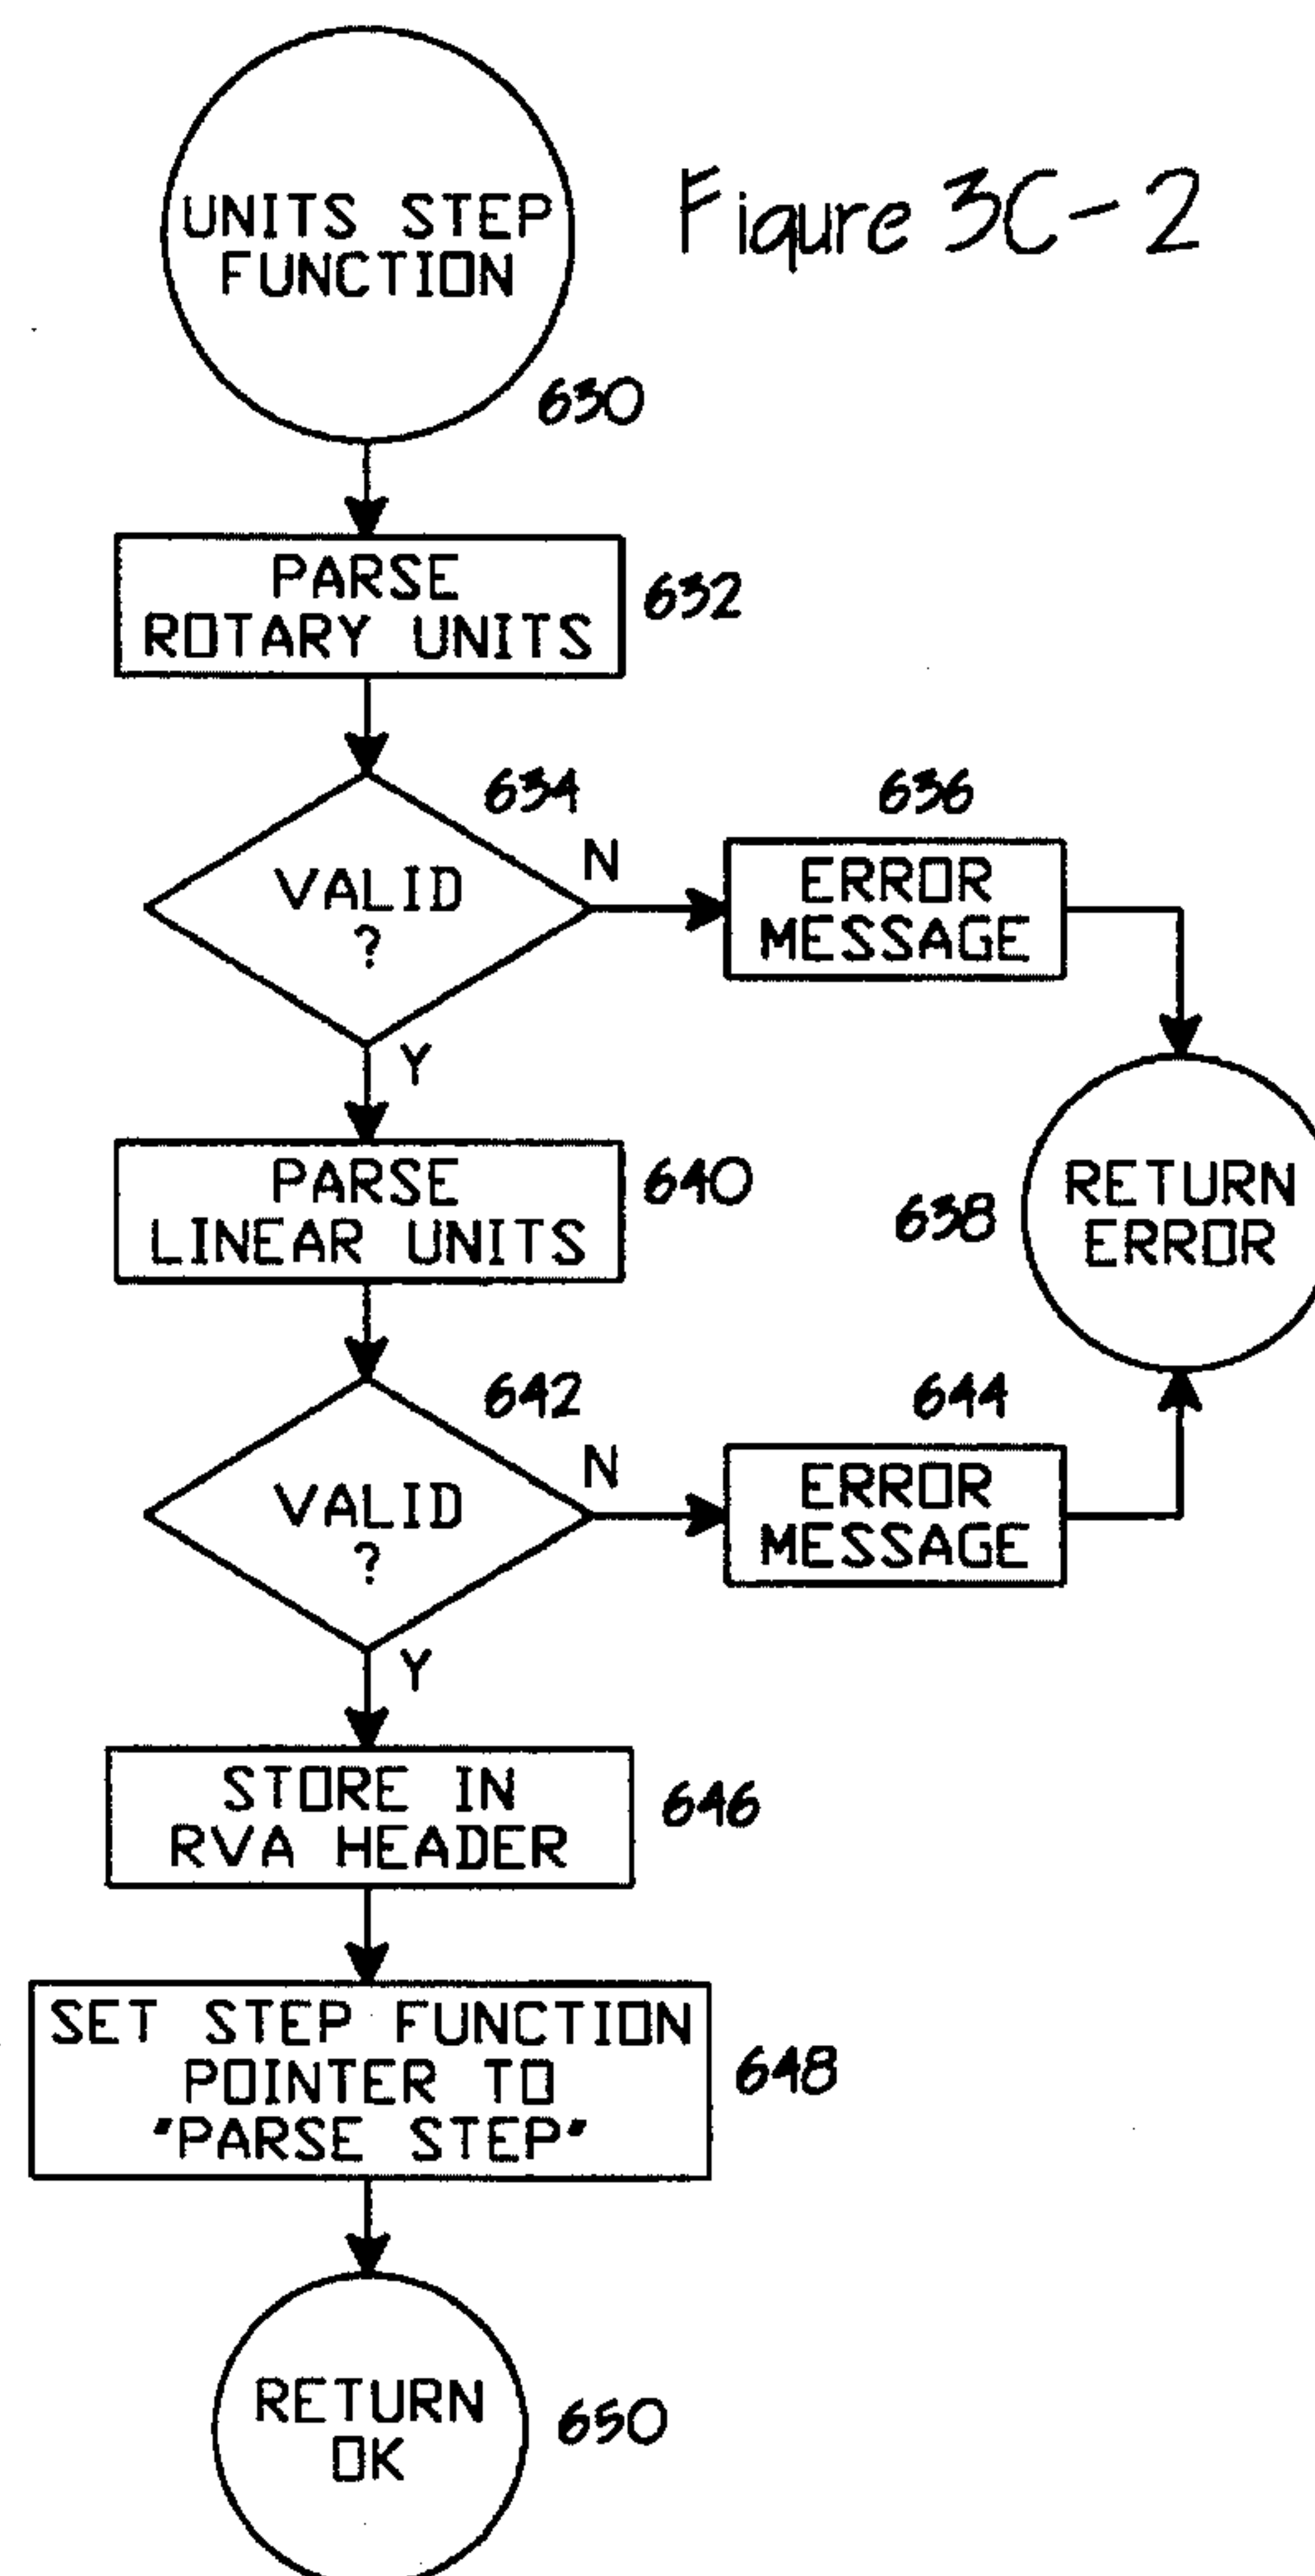 Figure 3C-2
UNITS STEP
FUNCTION
630
PARSE
ROTARY UNITS
632
634
VALID
?
N
636
ERROR
MESSAGE
Y
PARSE
LINEAR UNITS
640
638
RETURN
ERROR
642
VALID
?
N
644
ERROR
MESSAGE
Y
STORE IN
RVA HEADER
646
SET STEP FUNCTION
POINTER TO
"PARSE STEP"
648
RETURN
OK
650